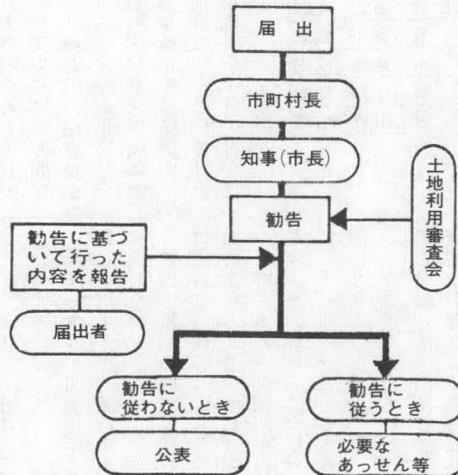 届 出
市町村長
知事(市長)
勧告
土地利用審査会
勧告に基づ
いて行った
内容を報告
届出者
勧告に
従わないとき
公表
勧告に
従うとき
必要な
あっせん等